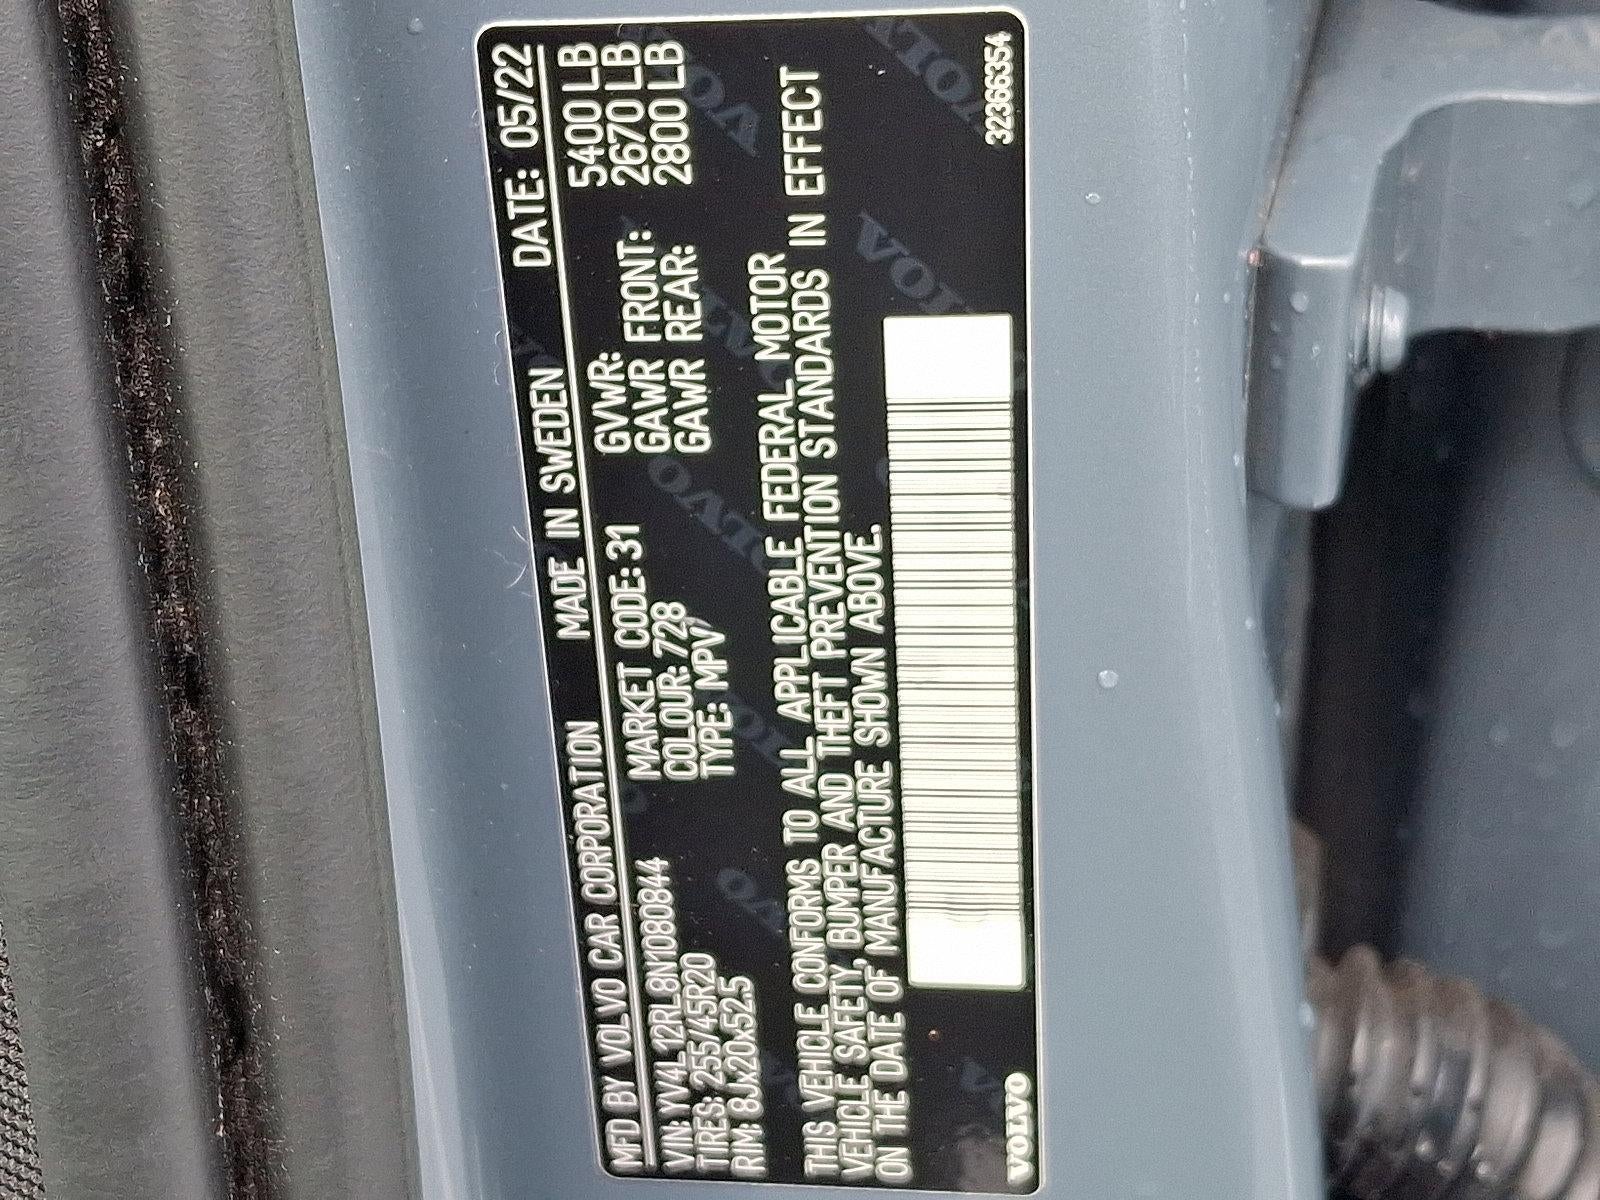 MFD BY VOLVO CAR CORPORATION MADE IN SWEDEN DATE: 05/22
VIN: YV4L12RL8N1080844 MARKET CODE: 31 GVWR: 5400 LB
TIRES: 255/45R20 COLOUR: 728 GAWR FRONT: 2670 LB
RIM: 8Jx20x52.5 TYPE: MPV GAWR REAR: 2800 LB
THIS VEHICLE CONFORMS TO ALL APPLICABLE FEDERAL MOTOR
VEHICLE SAFETY, BUMPER AND THEFT PREVENTION STANDARDS IN EFFECT
ON THE DATE OF MANUFACTURE SHOWN ABOVE.
VOLVO 32366354